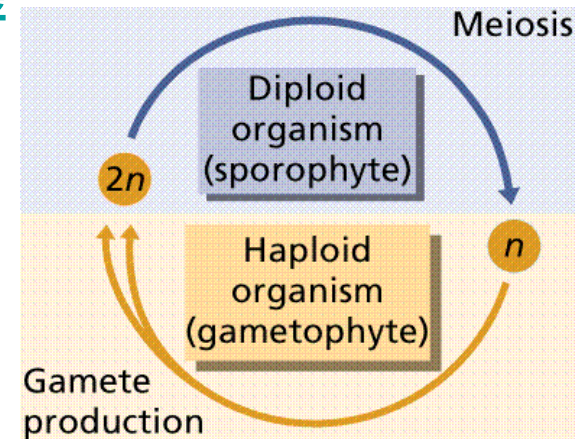 Meiosis
Diploid
organism
(sporophyte)
2n
n
Haploid
organism
(gametophyte)
Gamete
production